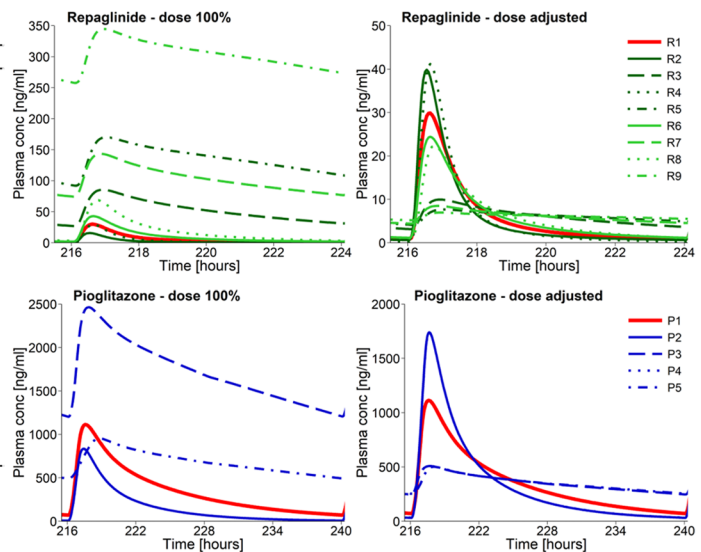 Repaglinide - dose 100%
Plasma conc [ng/ml]
350
300
250
200
150
100
50
0
216
218
220
222
224
Time [hours]
Repaglinide - dose adjusted
Plasma conc [ng/ml]
50
40
30
20
10
0
216
218
220
222
224
Time [hours]
R1
R2
R3
R4
R5
R6
R7
R8
R9
Pioglitazone - dose 100%
Plasma conc [ng/ml]
2500
2000
1500
1000
500
0
216
222
228
234
240
Time [hours]
Pioglitazone - dose adjusted
Plasma conc [ng/ml]
2000
1500
1000
500
0
216
222
228
234
240
Time [hours]
P1
P2
P3
P4
P5